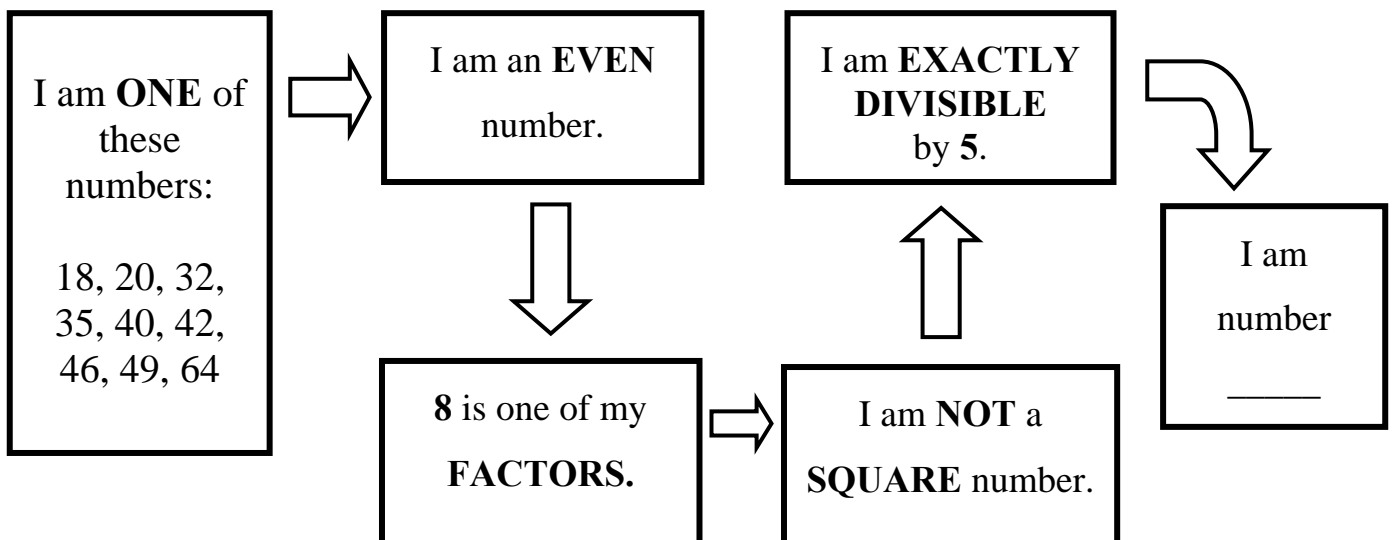 I am ONE of
these
numbers:
18, 20, 32,
35, 40, 42,
46, 49, 64
I am an EVEN
number.
8 is one of my
FACTORS.
I am NOT a
SQUARE number.
I am EXACTLY
DIVISIBLE
by 5.
I am
number
_____